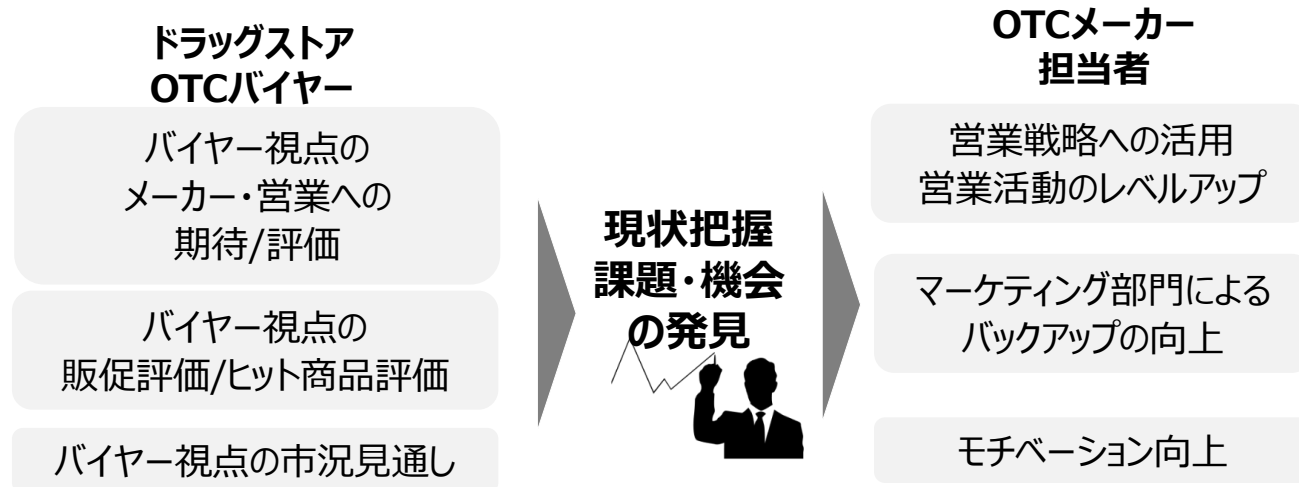 ドラッグストア
OTCバイヤー
バイヤー視点の
メーカー・営業への
期待/評価
バイヤー視点の
販促評価/ヒット商品評価
バイヤー視点の市況見通し
現状把握
課題・機会
の発見
OTCメーカー
担当者
営業戦略への活用
営業活動のレベルアップ
マーケティング部門による
バックアップの向上
モチベーション向上